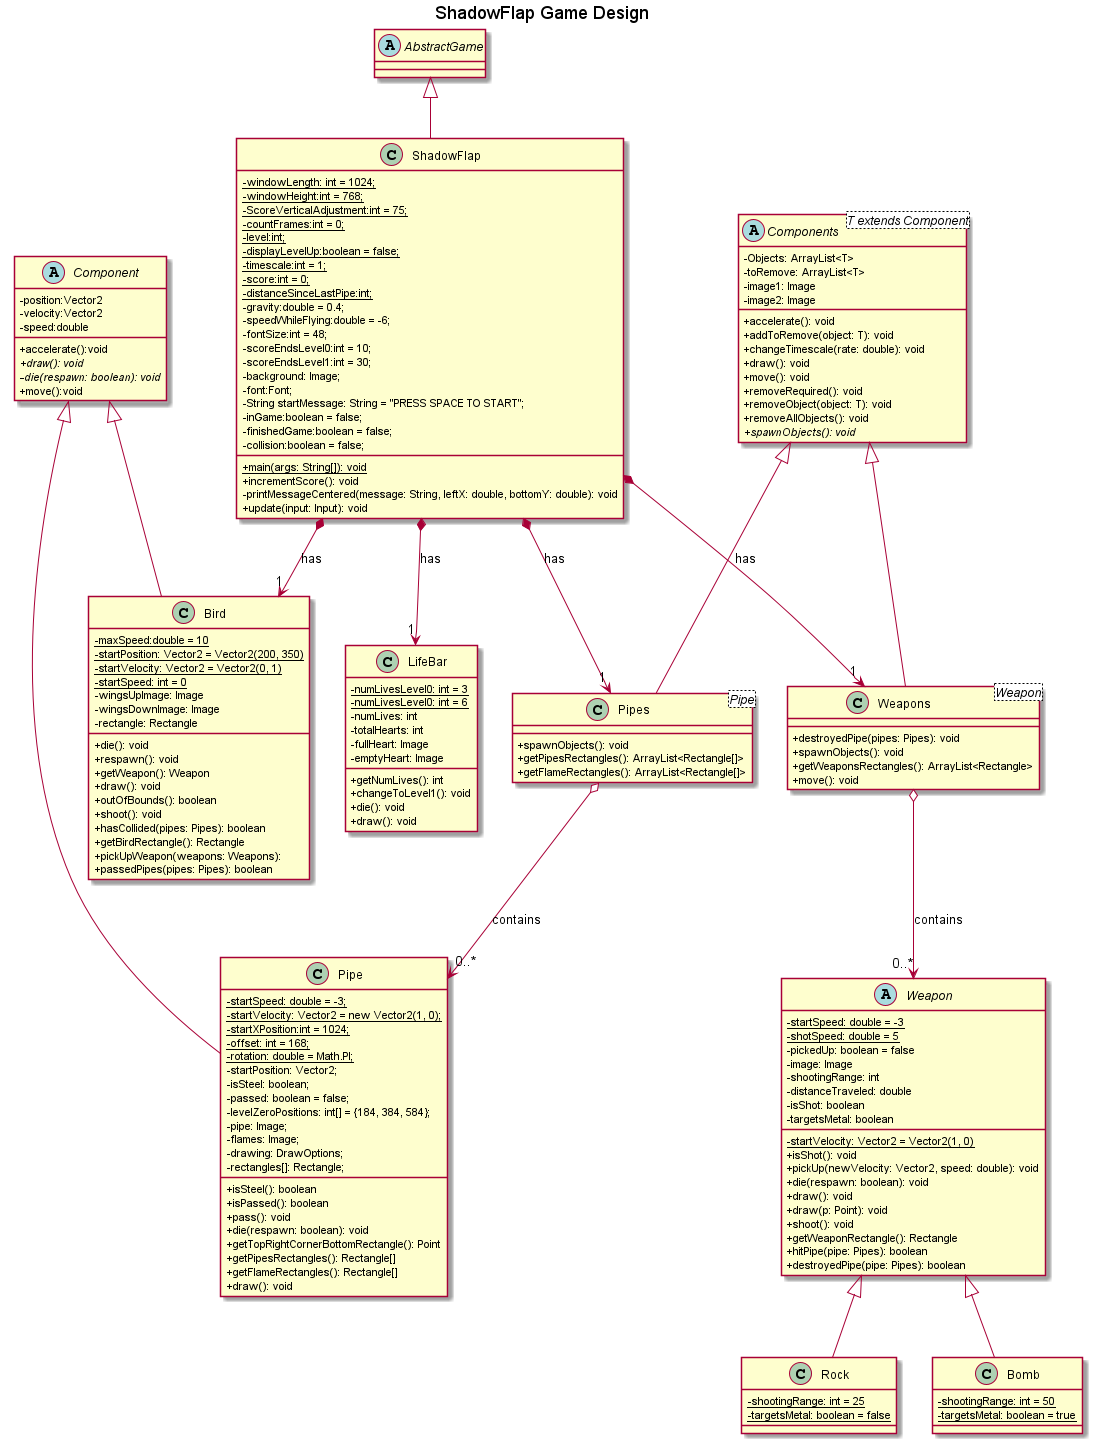 ShadowFlap Game Design
A AbstractGame
C ShadowFlap
-windowLength: int = 1024;
-windowHeight:int = 768;
-ScoreVerticalAdjustment:int = 75;
-countFrames:int = 0;
-level:int;
-displayLevelUp:boolean = false;
-timescale:int = 1;
-score:int = 0;
-distanceSinceLastPipe:int;
-gravity:double = 0.4;
-speedWhileFlying:double = -6;
-fontSize:int = 48;
-scoreEndsLevel0:int = 10;
-scoreEndsLevel1:int = 30;
-background: Image;
-font:Font;
-String startMessage: String = "PRESS SPACE TO START";
-inGame:boolean = false;
-finishedGame:boolean = false;
-collision:boolean = false;
+main(args: String[]): void
+incrementScore(): void
-printMessageCentered(message: String, leftX: double, bottomY: double): void
+update(input: Input): void
T extends Component
A Components
-Objects: ArrayList<T>
-toRemove: ArrayList<T>
-image1: Image
-image2: Image
+accelerate(): void
+addToRemove(object: T): void
+changeTimescale(rate: double): void
+draw(): void
+move(): void
+removeRequired(): void
+removeObject(object: T): void
+removeAllObjects(): void
+spawnObjects(): void
A Component
-position:Vector2
-velocity:Vector2
-speed:double
+accelerate():void
+draw(): void
-die(respawn: boolean): void
+move():void
has
has
has
has
1
1
1
1
C Bird
-maxSpeed:double = 10
-startPosition: Vector2 = Vector2(200, 350)
-startVelocity: Vector2 = Vector2(0, 1)
-startSpeed: int = 0
-wingsUpImage: Image
-wingsDownImage: Image
-rectangle: Rectangle
+die(): void
+respawn(): void
+getWeapon(): Weapon
+draw(): void
+outOfBounds(): boolean
+shoot(): void
+hasCollided(pipes: Pipes): boolean
+getBirdRectangle(): Rectangle
+pickUpWeapon(weapons: Weapons):
+passedPipes(pipes: Pipes): boolean
C LifeBar
-numLivesLevel0: int = 3
-numLivesLevel0: int = 6
-numLives: int
-totalHearts: int
-fullHeart: Image
-emptyHeart: Image
+getNumLives(): int
+changeToLevel1(): void
+die(): void
+draw(): void
Pipe
C Pipes
+spawnObjects(): void
+getPipesRectangles(): ArrayList<Rectangle[]>
+getFlameRectangles(): ArrayList<Rectangle[]>
Weapon
C Weapons
+destroyedPipe(pipes: Pipes): void
+spawnObjects(): void
+getWeaponsRectangles(): ArrayList<Rectangle>
+move(): void
contains
contains
0..*
0..*
C Pipe
-startSpeed: double = -3;
-startVelocity: Vector2 = new Vector2(1, 0);
-startXPosition:int = 1024;
-offset: int = 168;
-rotation: double = Math.PI;
-startPosition: Vector2;
-isSteel: boolean;
-passed: boolean = false;
-levelZeroPositions: int[] = {184, 384, 584};
-pipe: Image;
-flames: Image;
-drawing: DrawOptions;
-rectangles[]: Rectangle;
+isSteel(): boolean
+isPassed(): boolean
+pass(): void
+die(respawn: boolean): void
+getTopRightCornerBottomRectangle(): Point
+getPipesRectangles(): Rectangle[]
+getFlameRectangles(): Rectangle[]
+draw(): void
A Weapon
-startSpeed: double = -3
-shotSpeed: double = 5
-pickedUp: boolean = false
-image: Image
-shootingRange: int
-distanceTraveled: double
-isShot: boolean
-targetsMetal: boolean
-startVelocity: Vector2 = Vector2(1, 0)
+isShot(): void
+pickUp(newVelocity: Vector2, speed: double): void
+die(respawn: boolean): void
+draw(): void
+draw(p: Point): void
+shoot(): void
+getWeaponRectangle(): Rectangle
+hitPipe(pipe: Pipes): boolean
+destroyedPipe(pipe: Pipes): boolean
C Rock
-shootingRange: int = 25
-targetsMetal: boolean = false
C Bomb
-shootingRange: int = 50
-targetsMetal: boolean = true